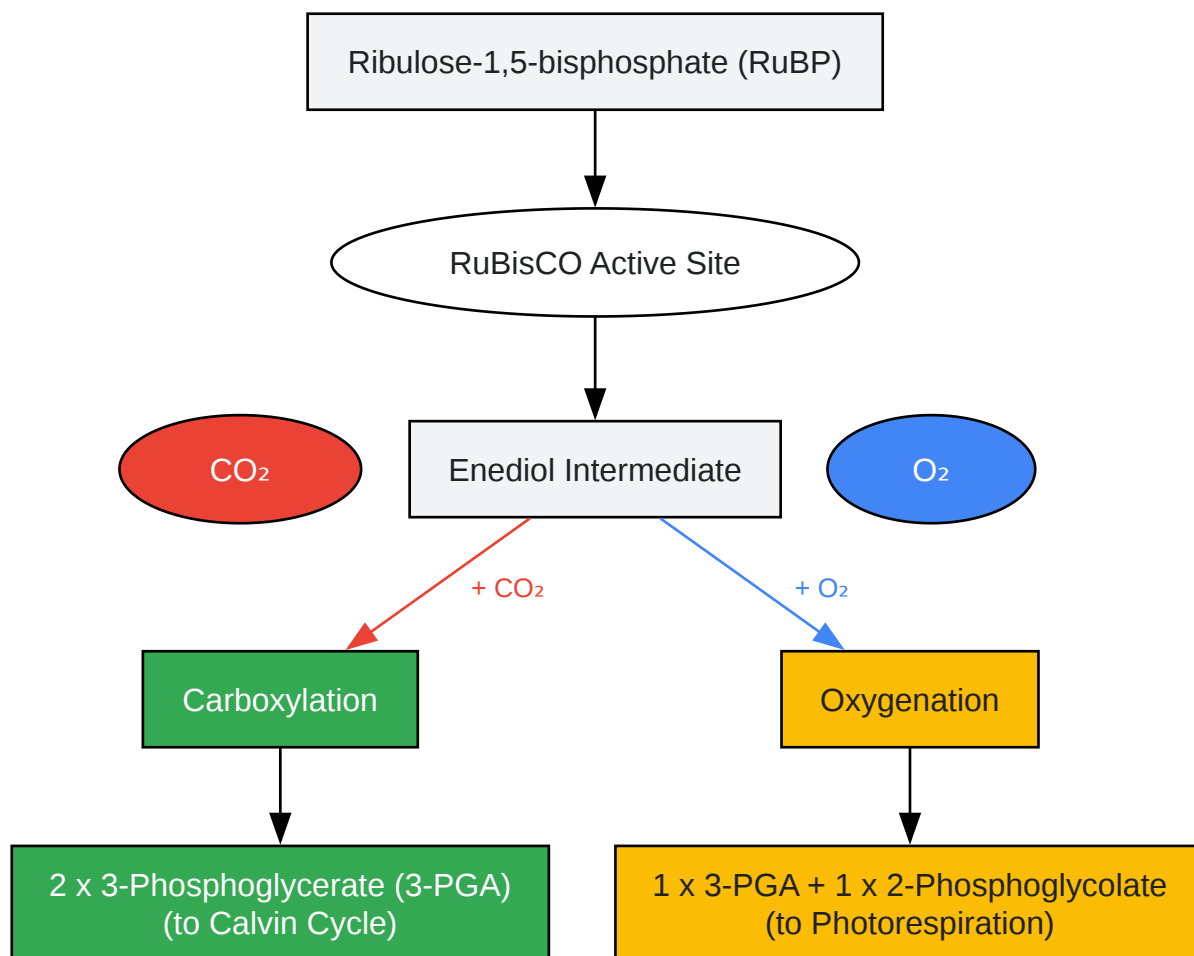 Ribulose-1,5-bisphosphate (RuBP)
RuBisCO Active Site
CO₂
Enediol Intermediate
O₂
+ CO₂
+ O₂
Carboxylation
Oxygenation
2 x 3-Phosphoglycerate (3-PGA)
(to Calvin Cycle)
1 x 3-PGA + 1 x 2-Phosphoglycolate
(to Photorespiration)